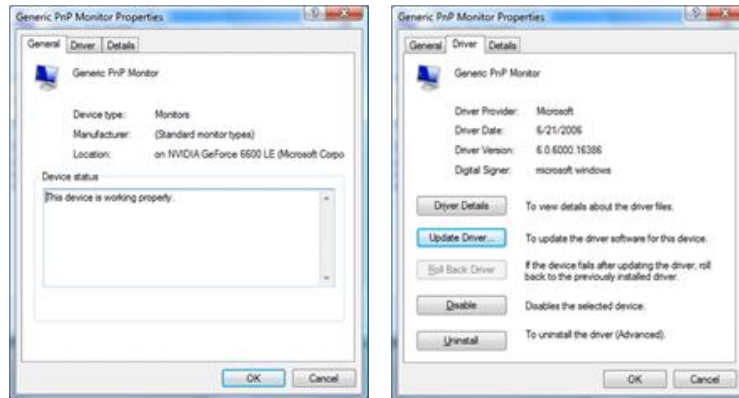 Generic PnP Monitor Properties
General Driver Details
Generic PnP Monitor
Device type: Monitors
Manufacturer: (Standard monitor types)
Location: on NVIDIA GeForce 6600 LE (Microsoft Corpo
Device status
This device is working properly.
OK Cancel
Generic PnP Monitor Properties
General Driver Details
Generic PnP Monitor
Driver Provider: Microsoft
Driver Date: 6/21/2006
Driver Version: 6.0.6000.16386
Digital Signer: microsoft windows
Driver Details To view details about the driver files.
Update Driver... To update the driver software for this device.
Roll Back Driver If the device fails after updating the driver, roll
back to the previously installed driver.
Disable Disables the selected device.
Uninstall To uninstall the driver (Advanced).
OK Cancel